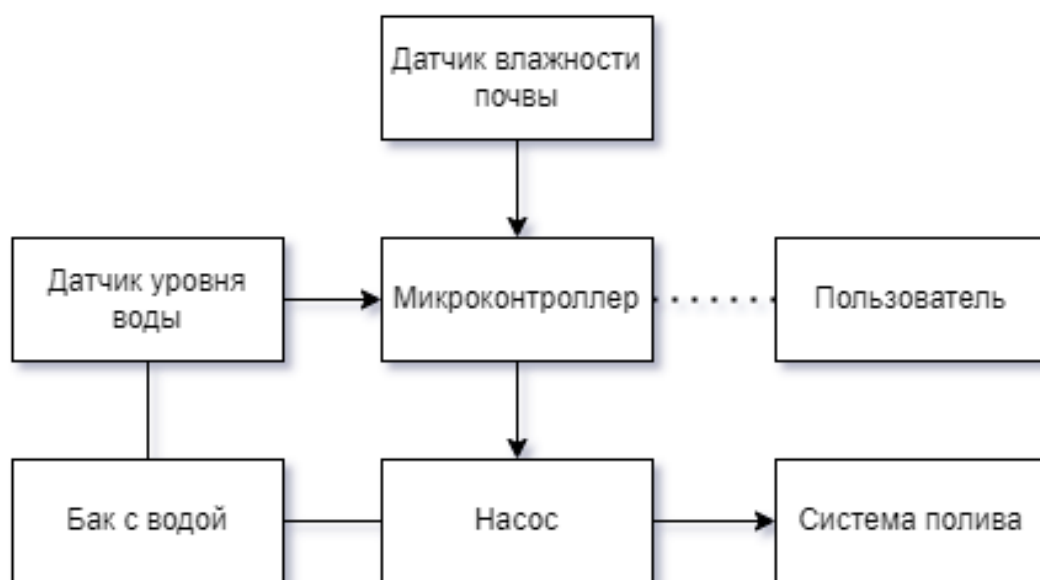 Датчик влажности
почвы
Датчик уровня
воды
Микроконтроллер
Пользователь
Бак с водой
Насос
Система полива